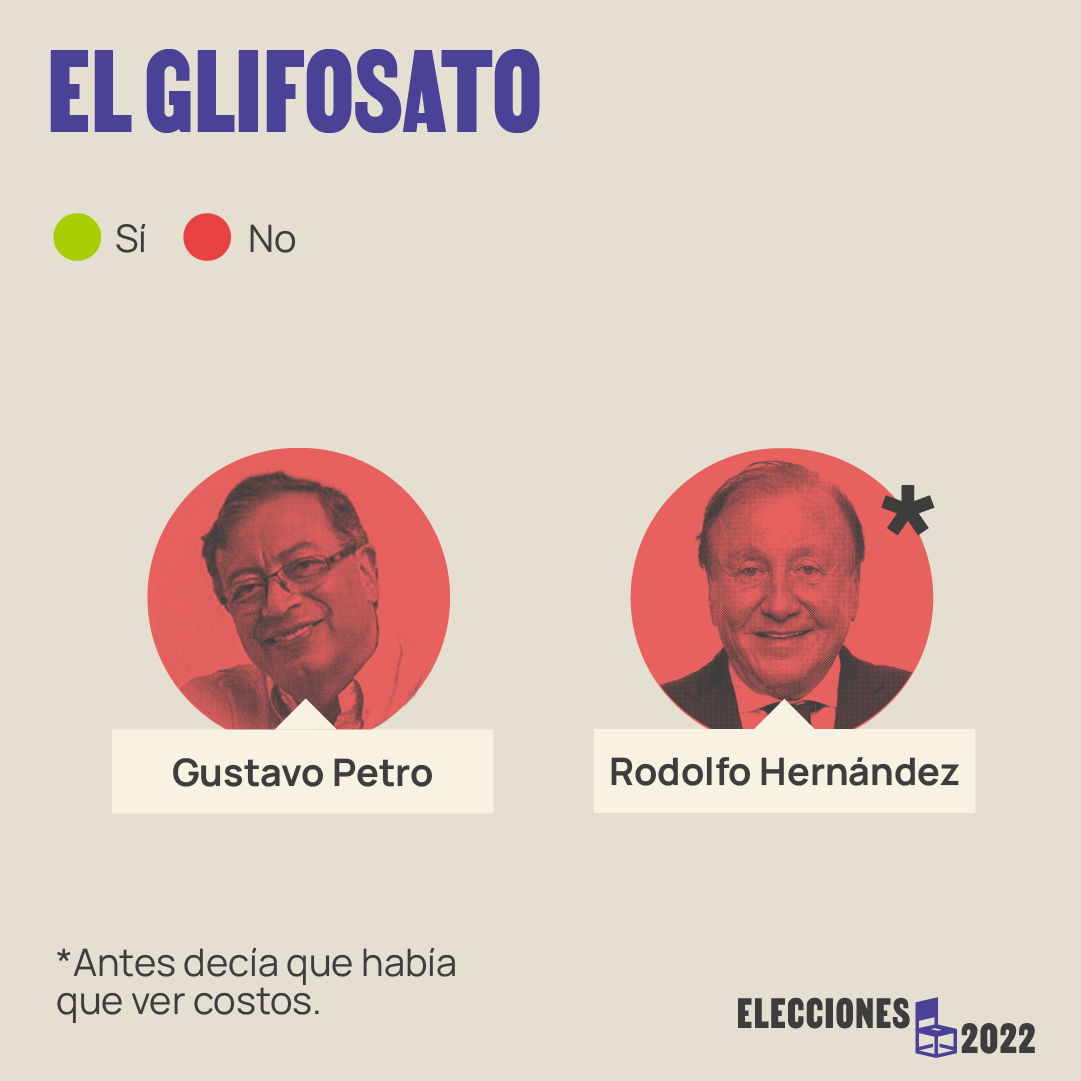 EL GLIFOSATO
Sí No
*
Gustavo Petro
Rodolfo Hernández
*Antes decía que había
que ver costos.
ELECCIONES
2022